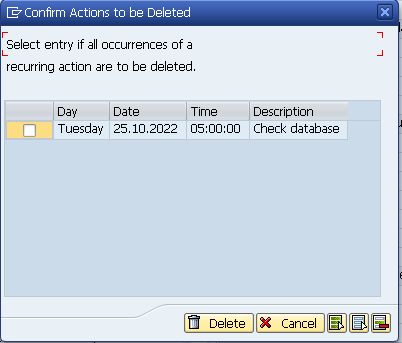 Confirm Actions to be Deleted
Select entry if all occurrences of a
recurring action are to be deleted.
Day Date Time Description
Tuesday 25.10.2022 05:00:00 Check database
Delete Cancel